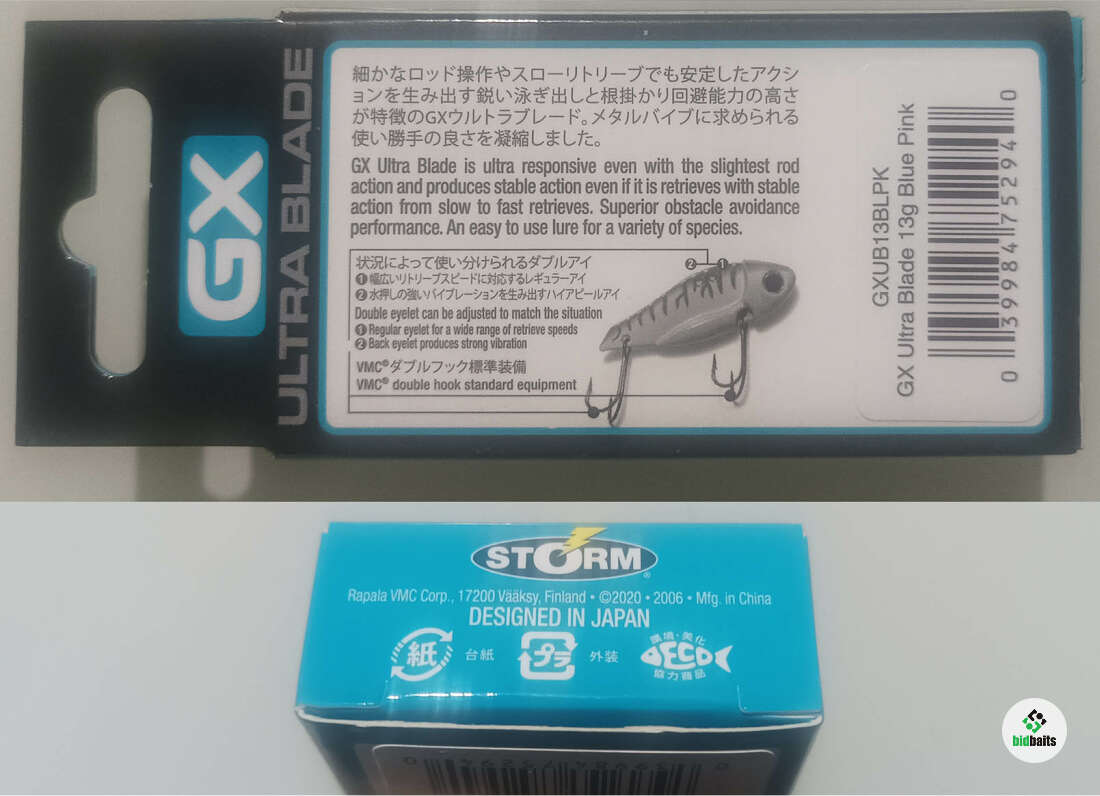 GX
ULTRA BLADE
細かなロッド操作やスローリトリーブでも安定したアクシ
ョンを生み出す鋭い泳ぎ出しと根掛かり回避能力の高さ
が特徴のGXウルトラブレード。メタルバイブに求められる
使い勝手の良さを凝縮しました。
GX Ultra Blade is ultra responsive even with the slightest rod
action and produces stable action even if it is retrieves with stable
action from slow to fast retrieves. Superior obstacle avoidance
performance. An easy to use lure for a variety of species.
状況によって使い分けられるダブルアイ
❶幅広いリトリーブスピードに対応するレギュラーアイ
❷水押しの強いバイブレーションを生み出すハイアピールアイ
Double eyelet can be adjusted to match the situation
❶ Regular eyelet for a wide range of retrieve speeds
❷ Back eyelet produces strong vibration
VMC®ダブルフック標準装備
VMC® double hook standard equipment
❷ ❶
GXUB13BLPK
GX Ultra Blade 13g Blue Pink
0 39984 75294 0
STORM®
Rapala VMC Corp., 17200 Vääksy, Finland • ©2020 • 2006 • Mfg. in China
DESIGNED IN JAPAN
紙 台紙 プラ 外装
環境・美化
ECO
協力商品
bidbaits